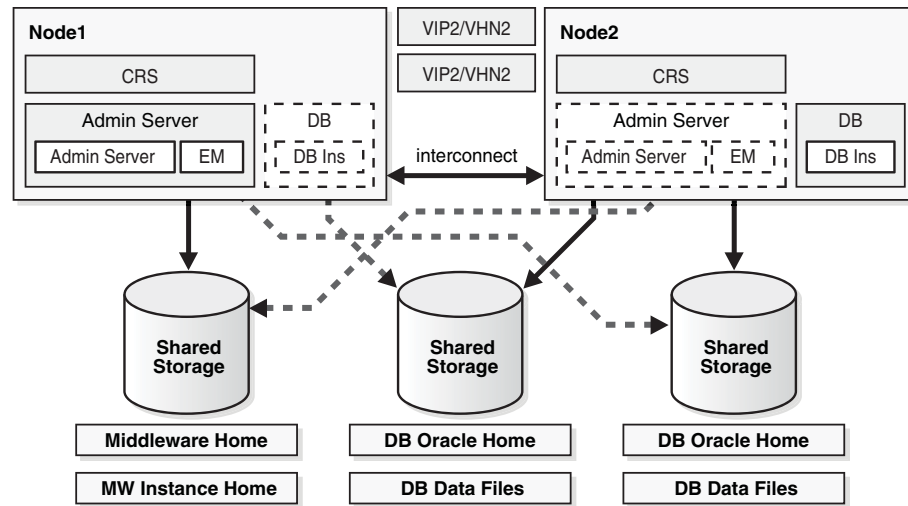 Node1
CRS
Admin Server
Admin Server
EM
DB
DB Ins
VIP2/VHN2
VIP2/VHN2
interconnect
Node2
CRS
Admin Server
Admin Server
EM
DB
DB Ins
Shared
Storage
Shared
Storage
Shared
Storage
Middleware Home
DB Oracle Home
DB Oracle Home
MW Instance Home
DB Data Files
DB Data Files